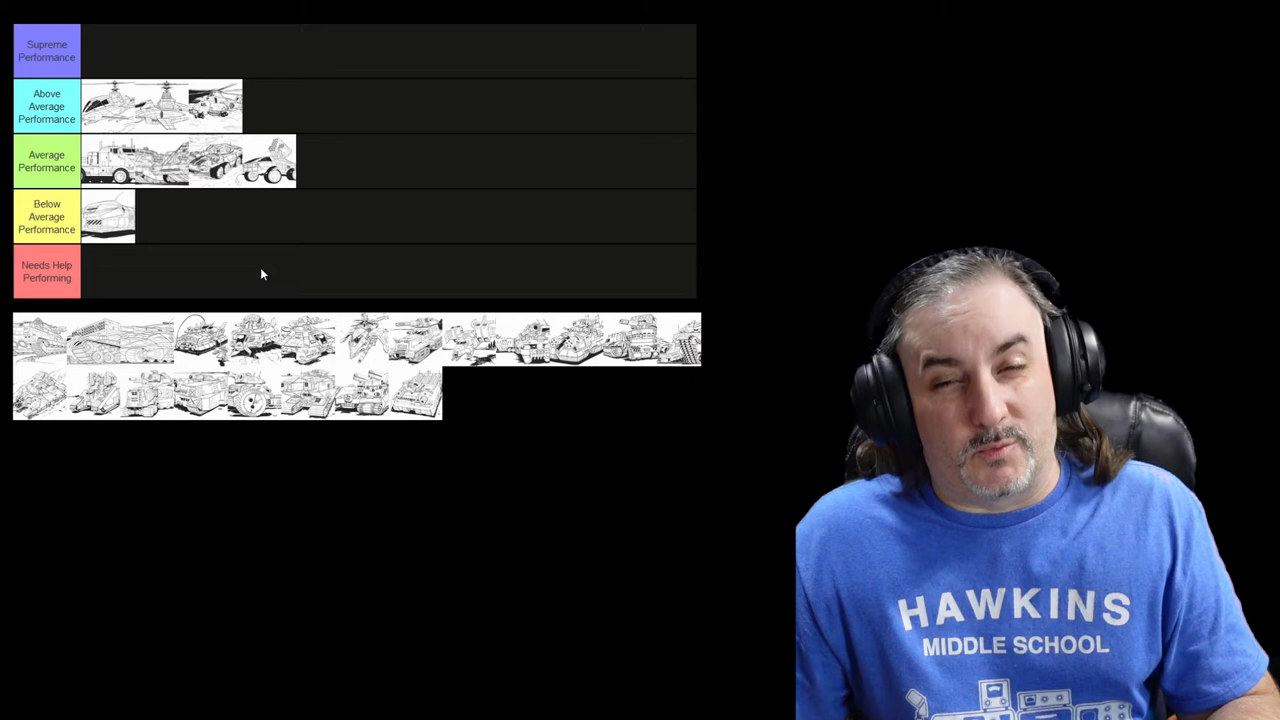 Supreme
Performance
Above
Average
Performance
Average
Performance
Below
Average
Performance
Needs Help
Performing
HAWKINS
MIDDLE SCHOOL